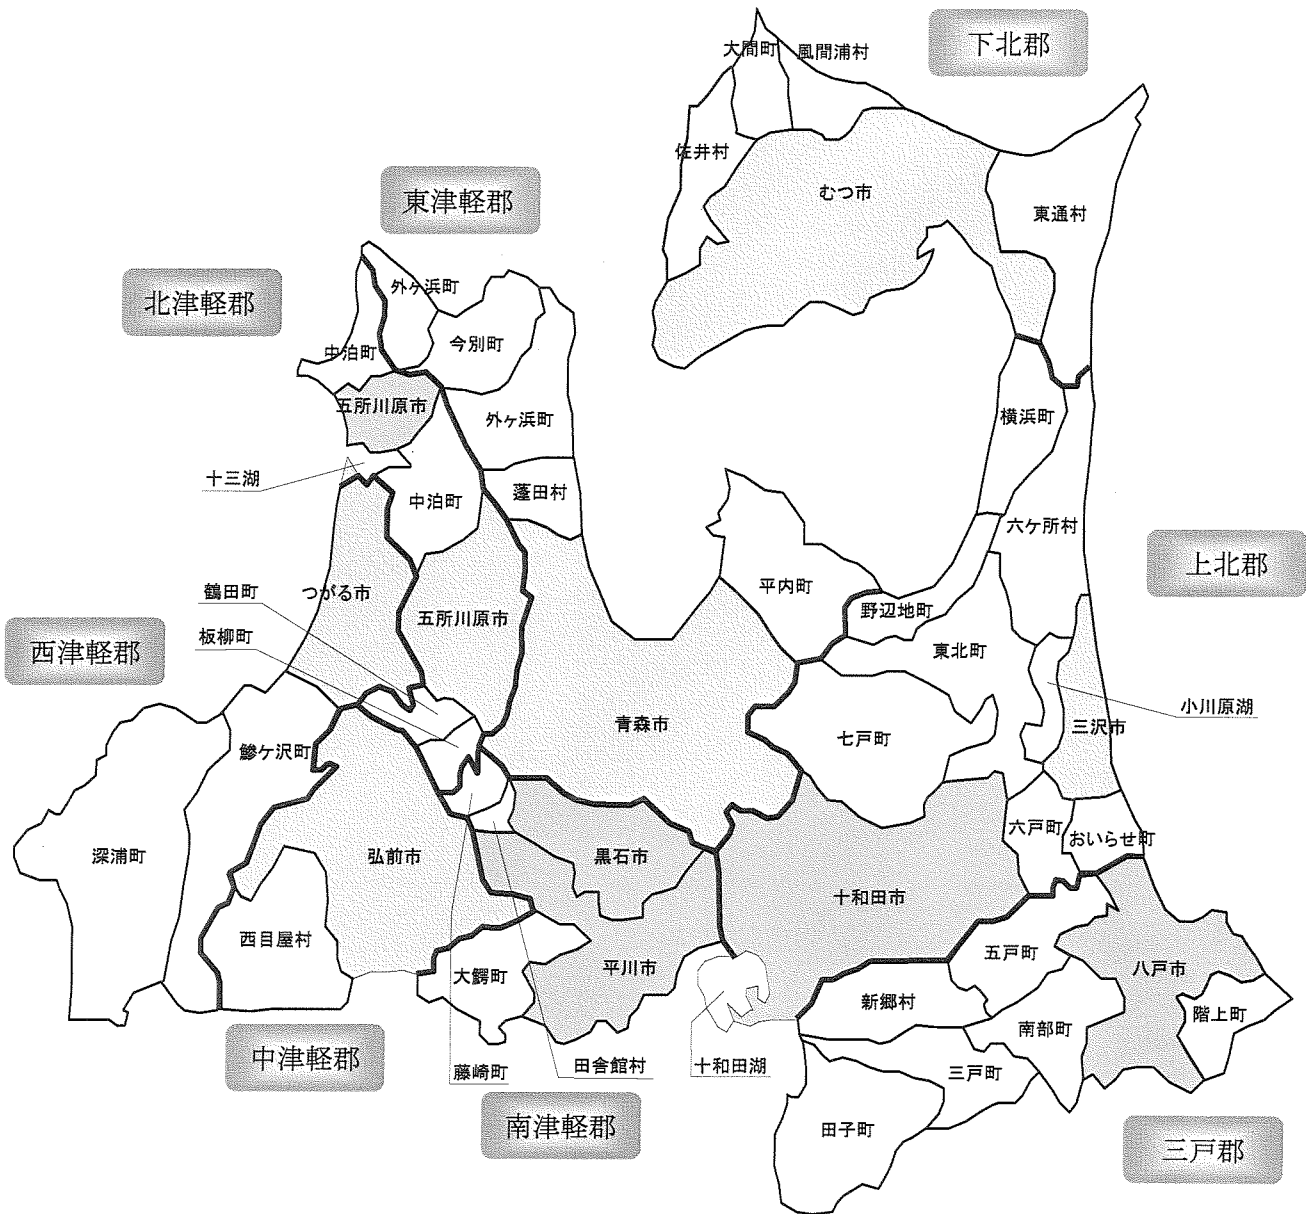 下北郡
大間町
風間浦村
佐井村
むつ市
東通村
東津軽郡
北津軽郡
外ヶ浜町
中泊町
今別町
五所川原市
外ヶ浜町
横浜町
十三湖
中泊町
蓬田村
六ヶ所村
上北郡
鶴田町
つがる市
五所川原市
平内町
野辺地町
板柳町
西津軽郡
東北町
小川原湖
三沢市
青森市
七戸町
鰺ケ沢町
六戸町
おいらせ町
深浦町
弘前市
黒石市
十和田市
西目屋村
大鰐町
平川市
五戸町
八戸市
新郷村
南部町
階上町
中津軽郡
藤崎町
田舎館村
十和田湖
三戸町
南津軽郡
田子町
三戸郡